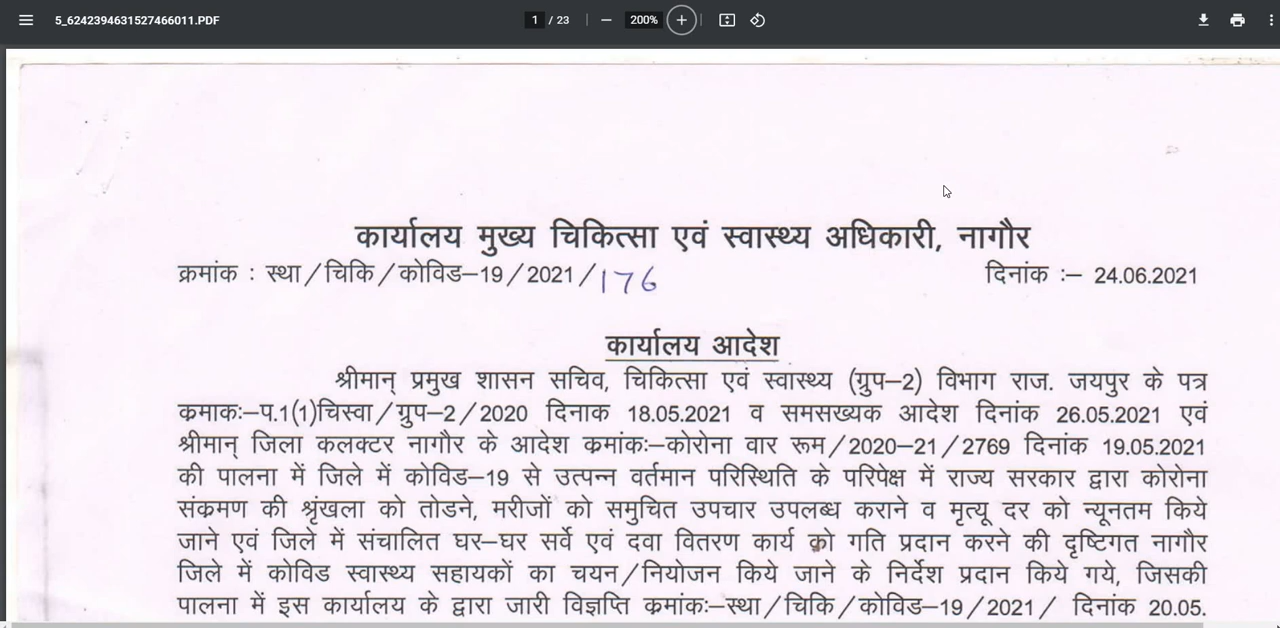 5_6242394631527466011.PDF
1 / 23
200%
कार्यालय मुख्य चिकित्सा एवं स्वास्थ्य अधिकारी, नागौर
क्रमांक : स्था/चिकि/कोविड–19/2021/176 दिनांक :– 24.06.2021
कार्यालय आदेश
श्रीमान् प्रमुख शासन सचिव, चिकित्सा एवं स्वास्थ्य (ग्रुप–2) विभाग राज. जयपुर के पत्र
क्रमाकः–प.1(1)चिस्वा/ग्रुप–2/2020 दिनाक 18.05.2021 व समसख्यक आदेश दिनांक 26.05.2021 एवं
श्रीमान् जिला कलक्टर नागौर के आदेश क्रमांकः–कोरोना वार रूम/2020–21/2769 दिनांक 19.05.2021
की पालना में जिले में कोविड–19 से उत्पन्न वर्तमान परिस्थिति के परिपेक्ष में राज्य सरकार द्वारा कोरोना
संक्रमण की श्रृंखला को तोडने, मरीजों को समुचित उपचार उपलब्ध कराने व मृत्यू दर को न्यूनतम किये
जाने एवं जिले में संचालित घर–घर सर्वे एवं दवा वितरण कार्य को गति प्रदान करने की दृष्टिगत नागौर
जिले में कोविड स्वास्थ्य सहायकों का चयन/नियोजन किये जाने के निर्देश प्रदान किये गये, जिसकी
पालना में इस कार्यालय के द्वारा जारी विज्ञप्ति क्रमांकः–स्था/चिकि/कोविड–19/2021/ दिनांक 20.05.